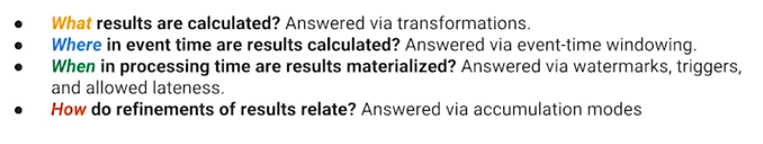 ● What results are calculated? Answered via transformations.
● Where in event time are results calculated? Answered via event-time windowing.
● When in processing time are results materialized? Answered via watermarks, triggers,
and allowed lateness.
● How do refinements of results relate? Answered via accumulation modes